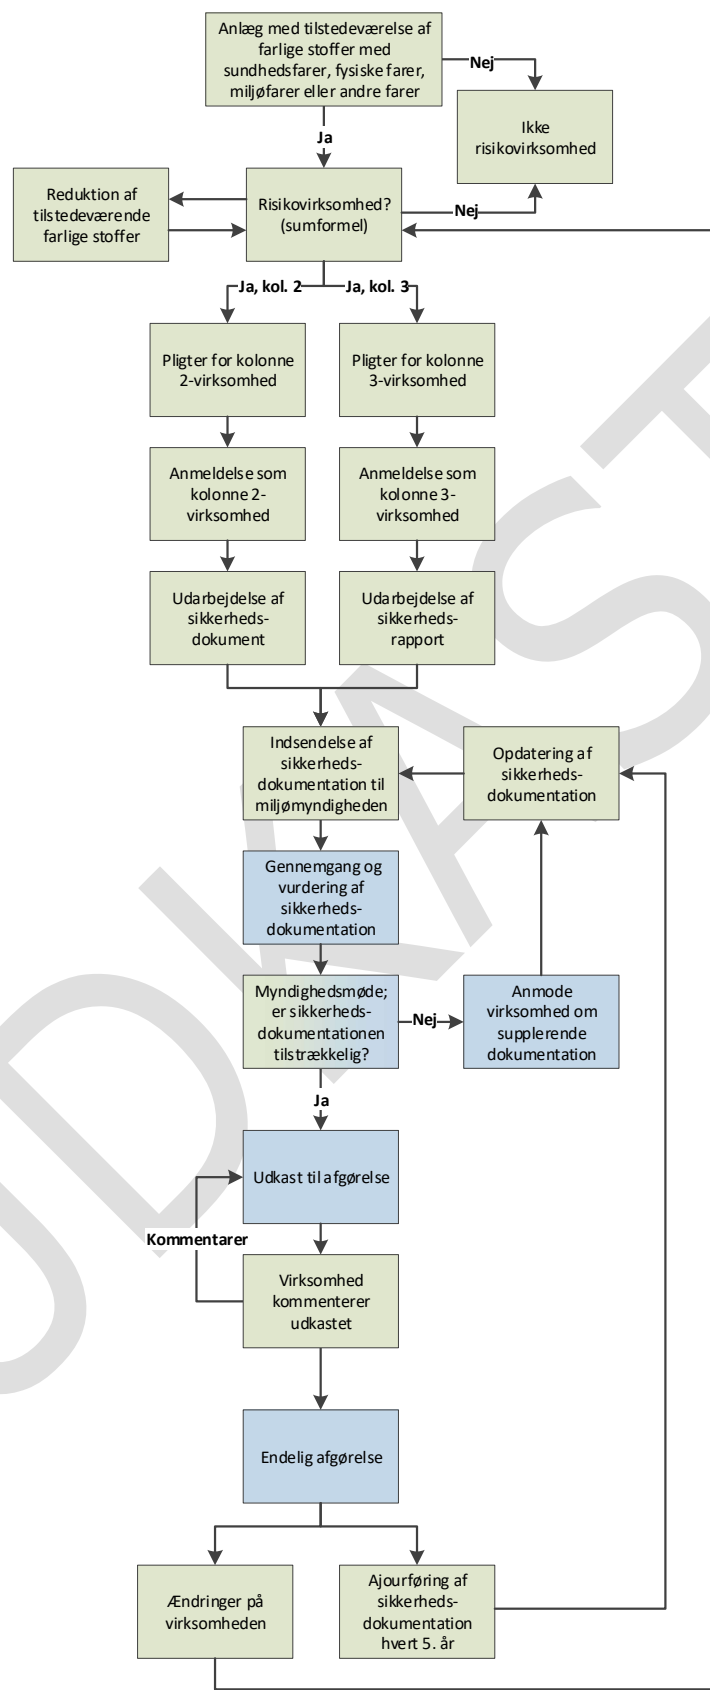 Anlæg med tilstedeværelse af
farlige stoffer med
sundhedsfarer, fysiske farer,
miljøfarer eller andre farer
Nej
Ikke
risikovirksomhed
Ja
Reduktion af
tilstedeværende
farlige stoffer
Risikovirksomhed?
(sumformel)
Nej
Ja, kol. 2
Ja, kol. 3
Pligter for kolonne
2-virksomhed
Pligter for kolonne
3-virksomhed
Anmeldelse som
kolonne 2-
virksomhed
Anmeldelse som
kolonne 3-
virksomhed
Udarbejdelse af
sikkerheds-
dokument
Udarbejdelse af
sikkerheds-
rapport
Indsendelse af
sikkerheds-
dokumentation til
miljømyndigheden
Opdatering af
sikkerheds-
dokumentation
Gennemgang og
vurdering af
sikkerheds-
dokumentation
Myndighedsmøde;
er sikkerheds-
dokumentationen
tilstrækkelig?
Nej
Anmode
virksomhed om
supplerende
dokumentation
Ja
Udkast til afgørelse
Kommentarer
Virksomhed
kommenterer
udkastet
Endelig afgørelse
Ændringer på
virksomheden
Ajourføring af
sikkerheds-
dokumentation
hvert 5. år
UDKAST